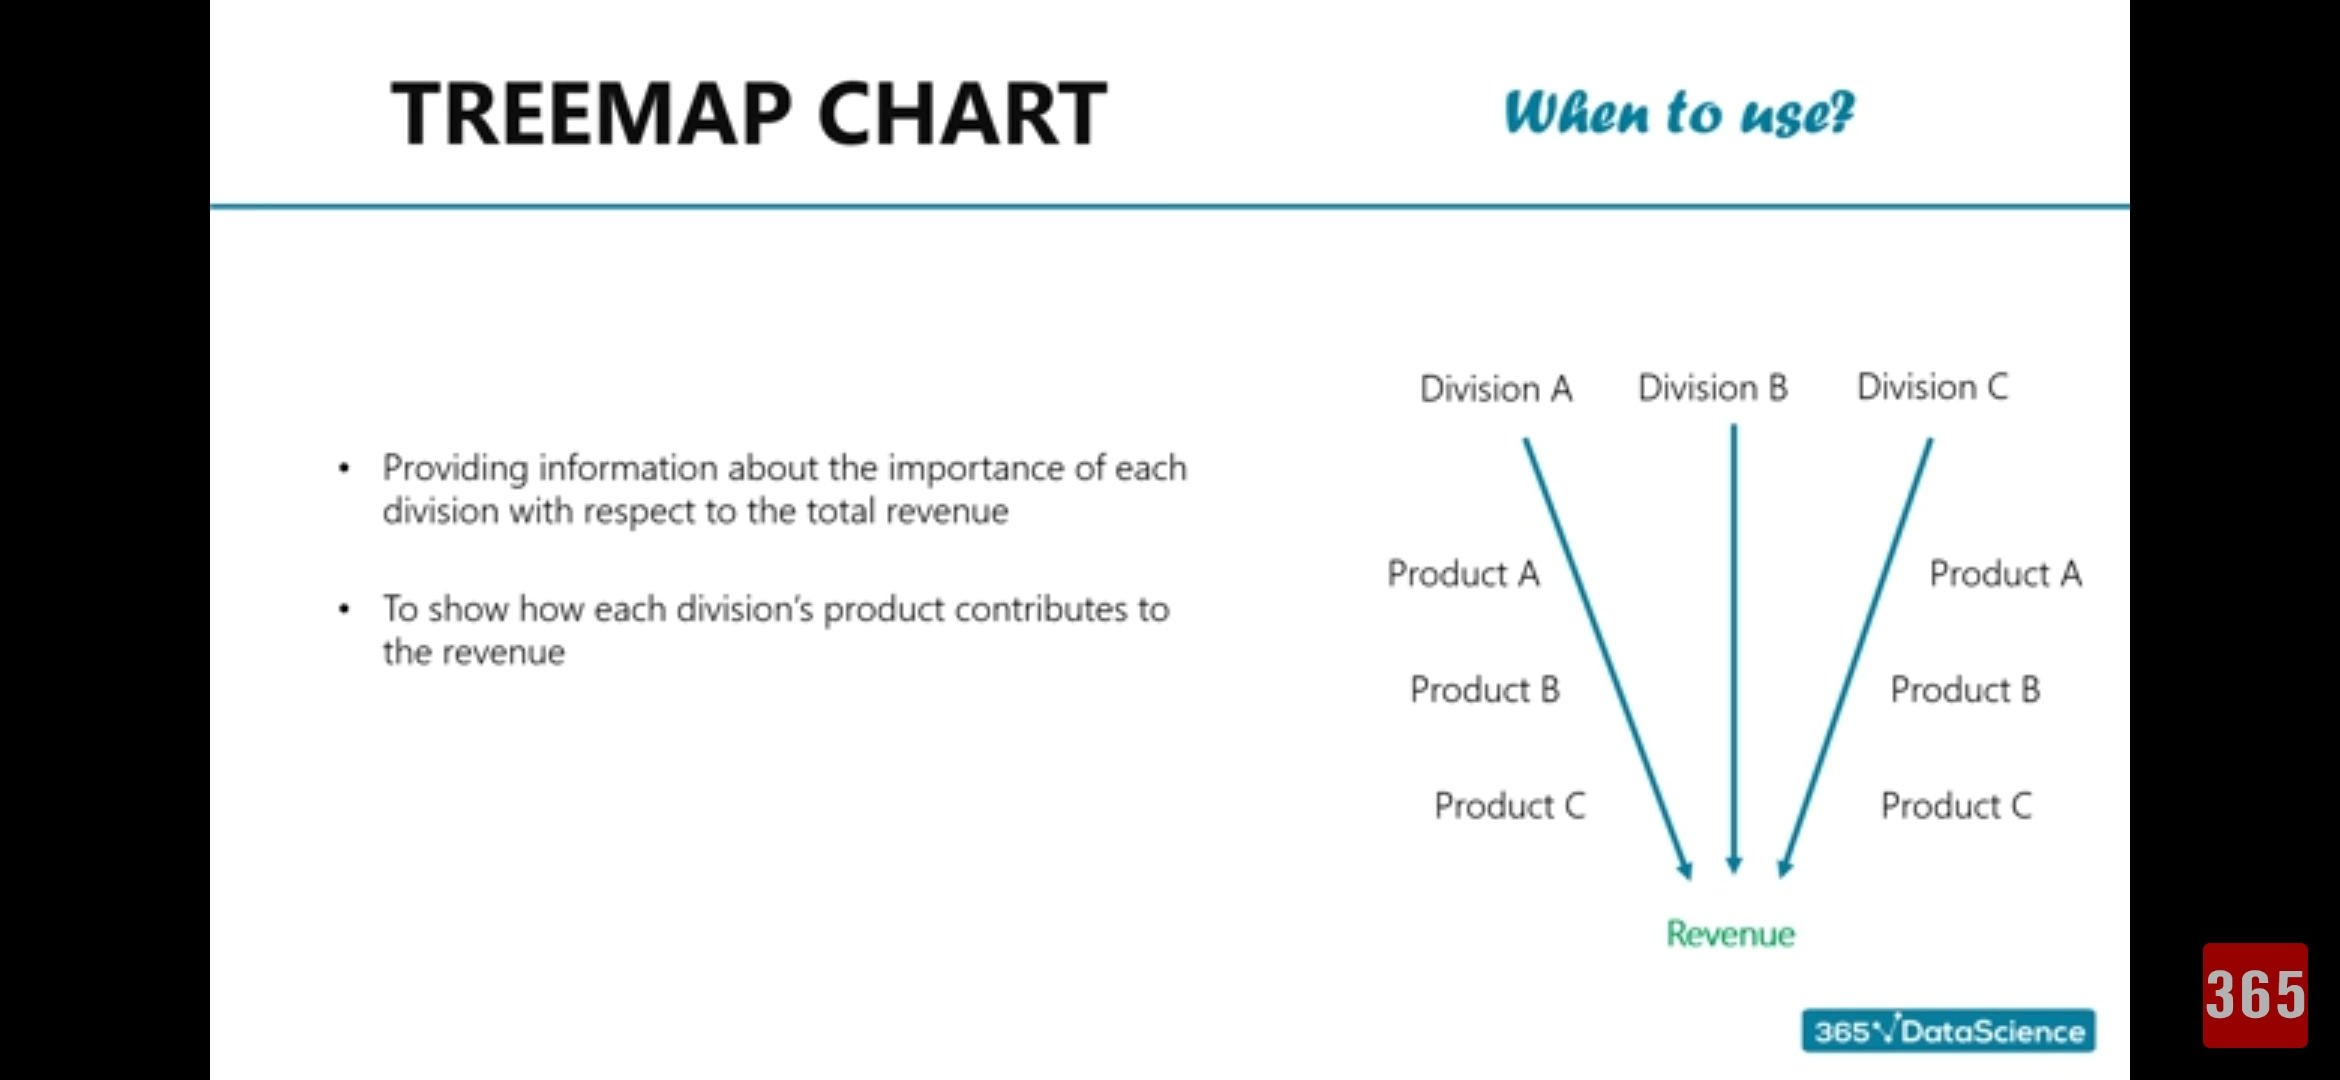 TREEMAP CHART
When to use?
• Providing information about the importance of each
division with respect to the total revenue
• To show how each division's product contributes to
the revenue
Division A Division B Division C
Product A Product A
Product B Product B
Product C Product C
Revenue
365 DataScience
365